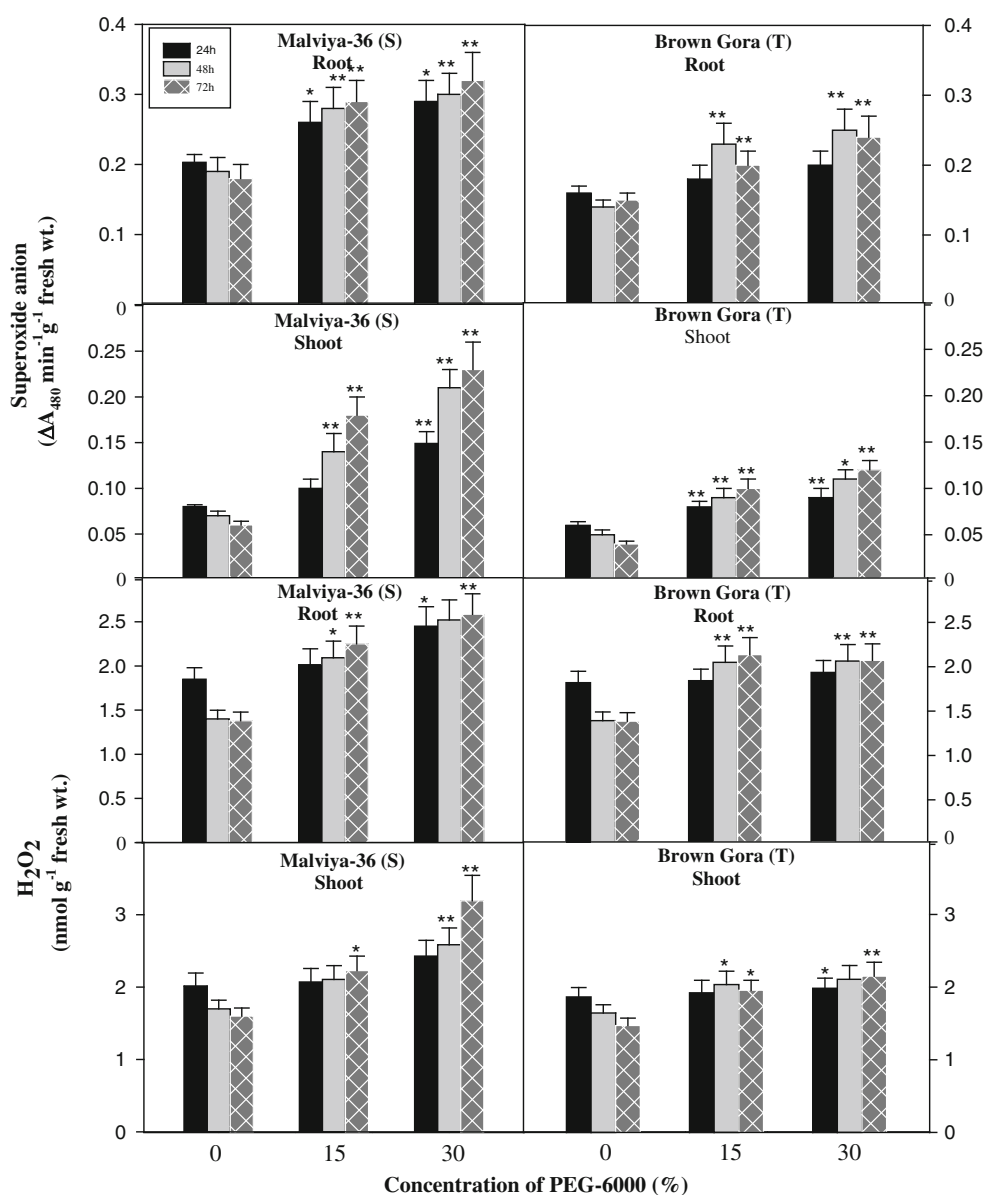 0.4
0.3
0.2
0.1
0
24h
48h
72h
Malviya-36 (S)
Root
* ** ** * ** **
Brown Gora (T)
Root
** ** ** **
0.4
0.3
0.2
0.1
0
Superoxide anion
(ΔA480 min-1g-1 fresh wt.)
0.25
0.20
0.15
0.10
0.05
0
Malviya-36 (S)
Shoot
** ** ** ** **
Brown Gora (T)
Shoot
** ** ** ** * **
0.25
0.20
0.15
0.10
0.05
0
H2O2
(nmol g-1 fresh wt.)
2.5
2.0
1.5
1.0
0.5
0
Malviya-36 (S)
Root
* ** * **
Brown Gora (T)
Root
** ** ** **
2.5
2.0
1.5
1.0
0.5
0
3
2
1
0
Malviya-36 (S)
Shoot
* ** **
Brown Gora (T)
Shoot
* * * **
3
2
1
0
0 15 30 0 15 30
Concentration of PEG-6000 (%)